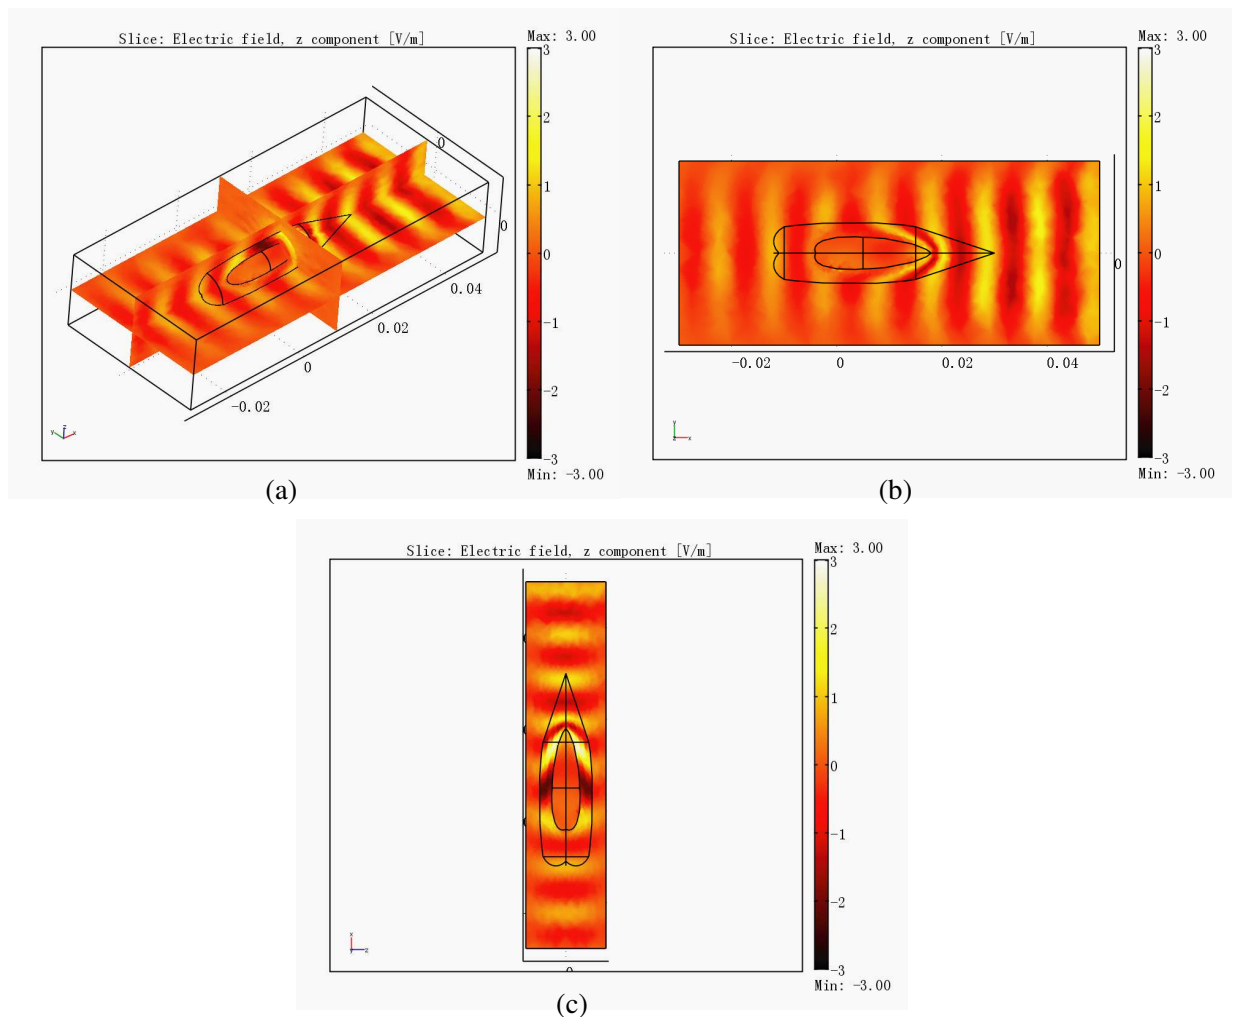 Slice: Electric field, z component [V/m]
Max: 3.00
3
2
1
0
-1
-2
-3
Min: -3.00
0
0
0.04
0.02
0
-0.02
y z x
(a)
Slice: Electric field, z component [V/m]
Max: 3.00
3
2
1
0
-1
-2
-3
Min: -3.00
0
-0.02 0 0.02 0.04
y
z x
(b)
Slice: Electric field, z component [V/m]
Max: 3.00
3
2
1
0
-1
-2
-3
Min: -3.00
x
z
(c)